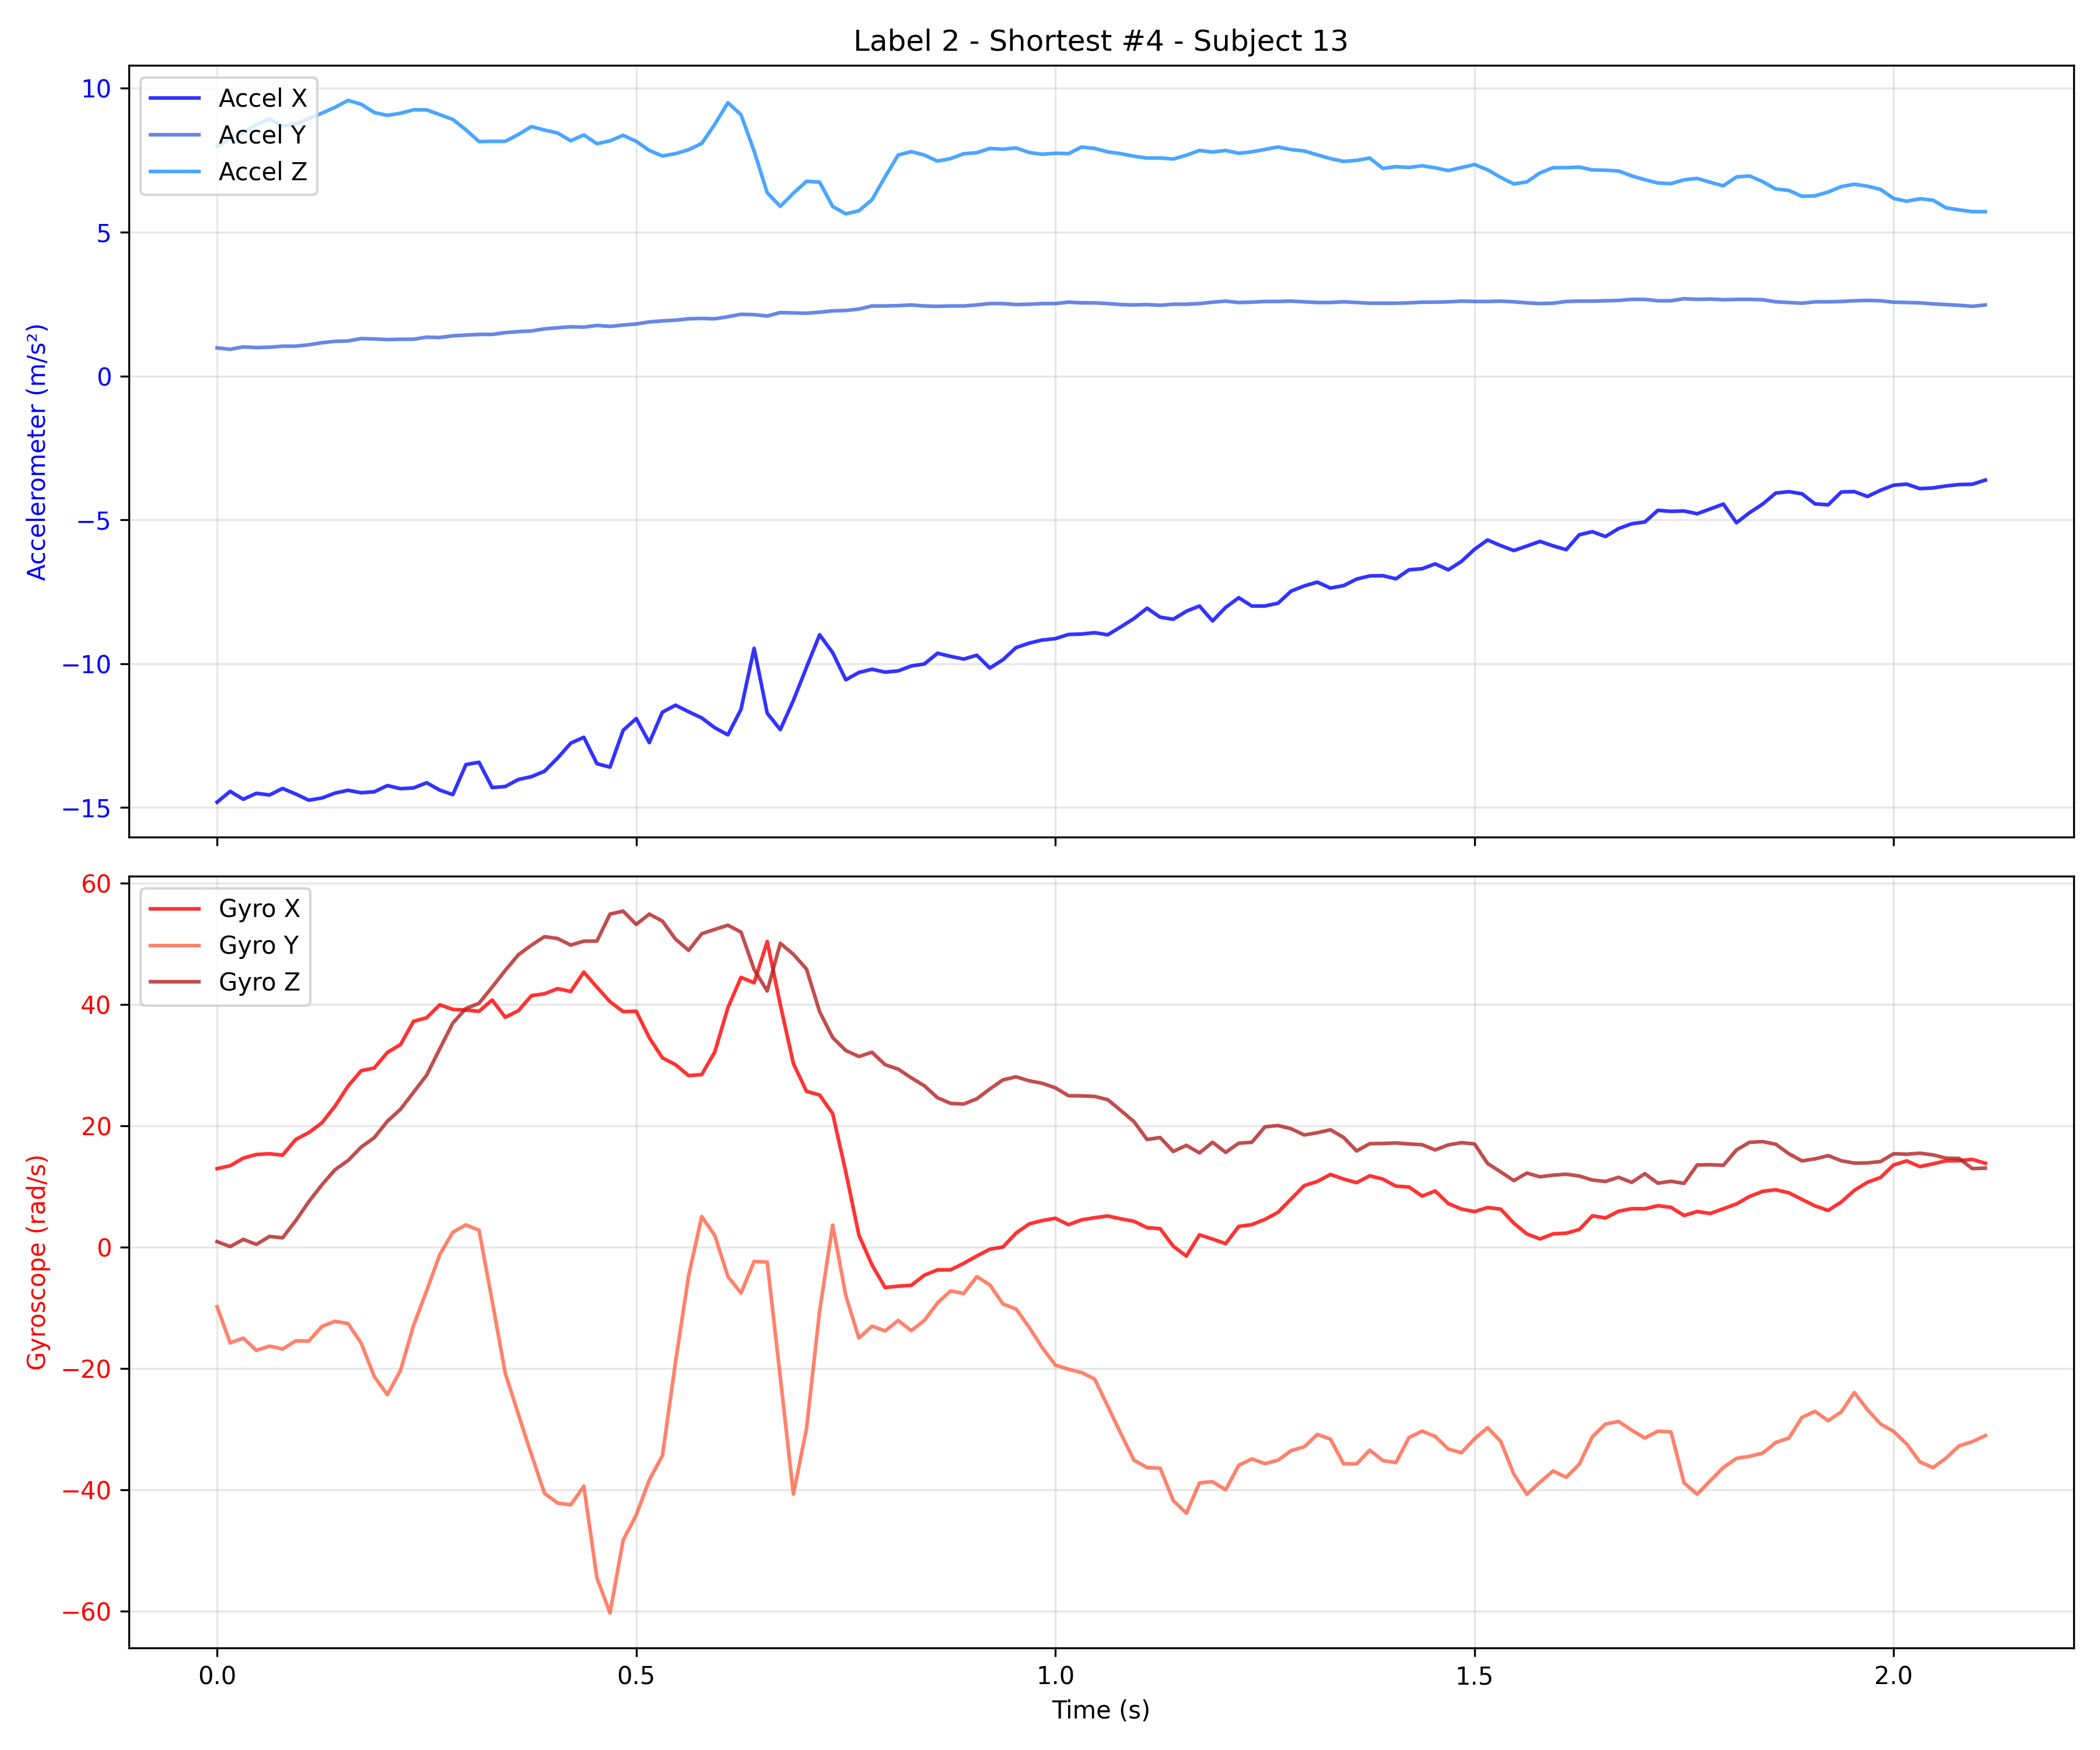 Label 2 - Shortest #4 - Subject 13
10
5
0
−5
−10
−15
Accelerometer (m/s²)
Accel X
Accel Y
Accel Z
60
40
20
0
−20
−40
−60
Gyroscope (rad/s)
Gyro X
Gyro Y
Gyro Z
0.0 0.5 1.0 1.5 2.0
Time (s)